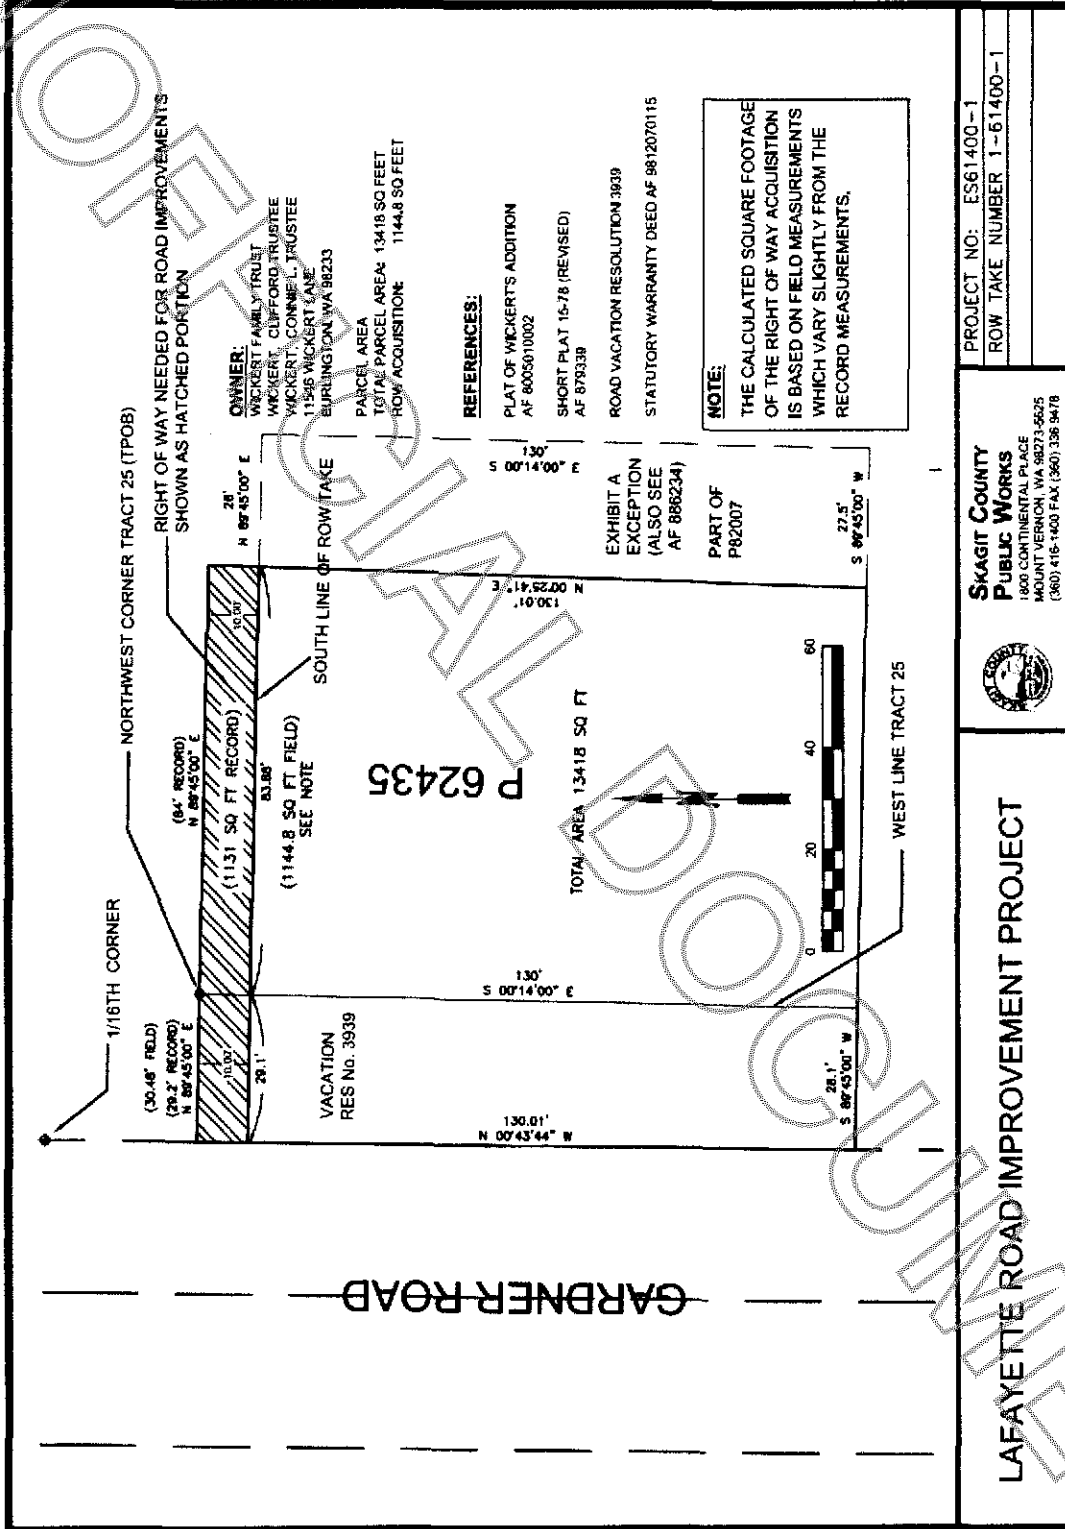 1/16TH CORNER
NORTHWEST CORNER TRACT 25 (TPOB)
RIGHT OF WAY NEEDED FOR ROAD IMPROVEMENTS
SHOWN AS HATCHED PORTION
(30.46' FIELD)
(29.2' RECORD)
N 89°45'00" E
(84' RECORD)
N 89°45'00" E
28'
N 89°45'00" E
10.00'
(1131 SQ FT RECORD)
10.00'
29.1'
83.88'
(1144.8 SQ FT FIELD)
SEE NOTE
SOUTH LINE OF ROW TAKE
VACATION
RES No. 3939
P 62435
130.01'
N 00°43'44" W
130'
S 00°14'00" E
130.01'
N 00°25'41" E
130'
S 00°14'00" E
TOTAL AREA 13418 SQ FT
EXHIBIT A
EXCEPTION
(ALSO SEE
AF 886234)
PART OF
P82007
28.1'
S 89°45'00" W
27.5'
S 89°45'00" W
0 20 40 60
WEST LINE TRACT 25
GARDNER ROAD
OWNER:
WICKERT FAMILY TRUST
WICKERT, CLIFFORD TRUSTEE
WICKERT, CONNIE L. TRUSTEE
11546 WICKERT LANE
BURLINGTON, WA 98233
PARCEL AREA
TOTAL PARCEL AREA: 13418 SQ FEET
ROW ACQUISITION: 1144.8 SQ FEET
REFERENCES:
PLAT OF WICKERT'S ADDITION
AF 8005010002
SHORT PLAT 15-78 (REVISED)
AF 879339
ROAD VACATION RESOLUTION 3939
STATUTORY WARRANTY DEED AF 9812070115
NOTE:
THE CALCULATED SQUARE FOOTAGE
OF THE RIGHT OF WAY ACQUISITION
IS BASED ON FIELD MEASUREMENTS
WHICH VARY SLIGHTLY FROM THE
RECORD MEASUREMENTS.
LAFAYETTE ROAD IMPROVEMENT PROJECT
SKAGIT COUNTY
SKAGIT COUNTY
PUBLIC WORKS
1800 CONTINENTAL PLACE
MOUNT VERNON, WA 98273-5625
(360) 416-1400 FAX (360) 336 9478
PROJECT NO: ES61400-1
ROW TAKE NUMBER 1-61400-1
OFFICIAL DOCUME